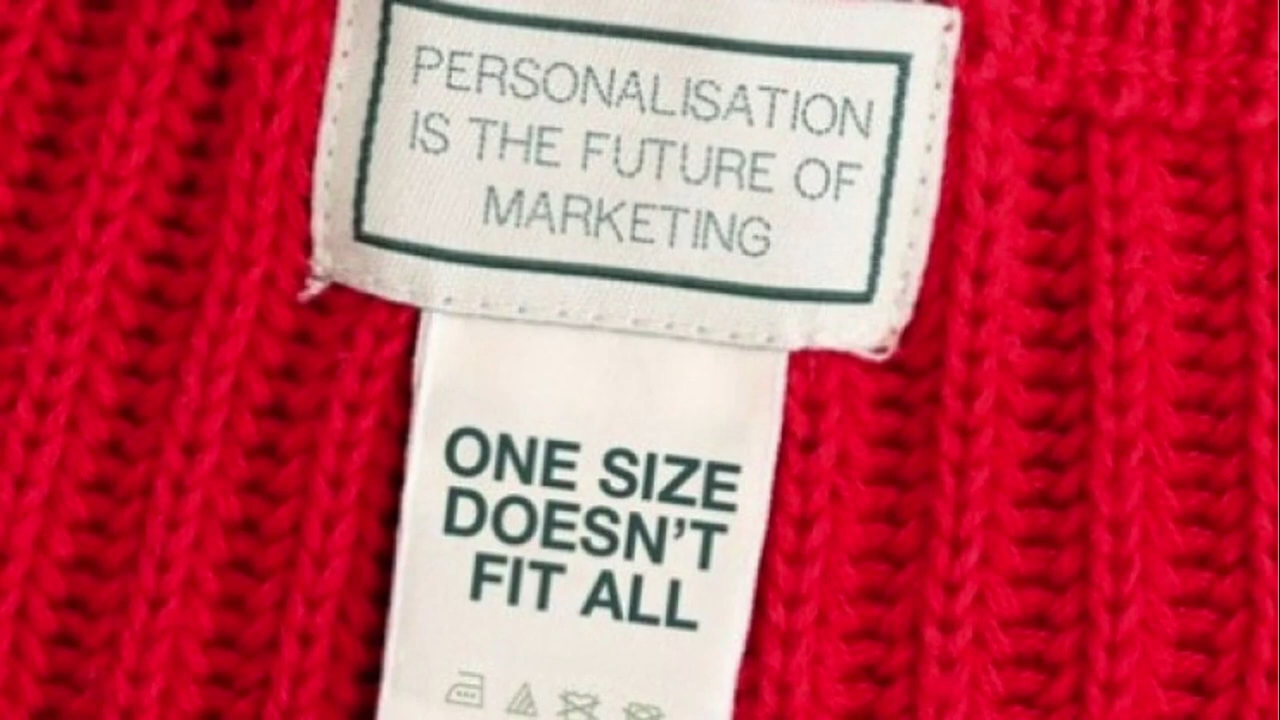 PERSONALISATION
IS THE FUTURE OF
MARKETING
ONE SIZE
DOESN'T
FIT ALL